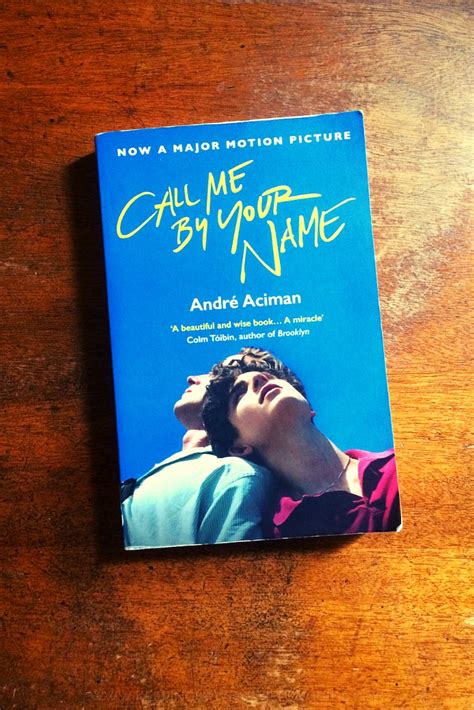 NOW A MAJOR MOTION PICTURE
CALL ME
BY YOUR
NAME
André Aciman
'A beautiful and wise book... A miracle'
Colm Tóibín, author of Brooklyn